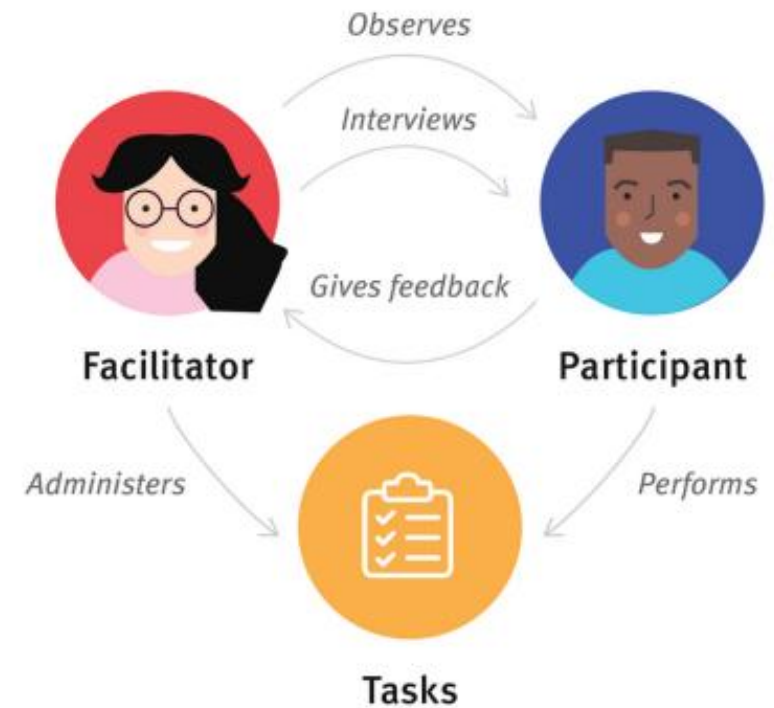 Observes
Interviews
Gives feedback
Facilitator
Participant
Administers
Performs
Tasks